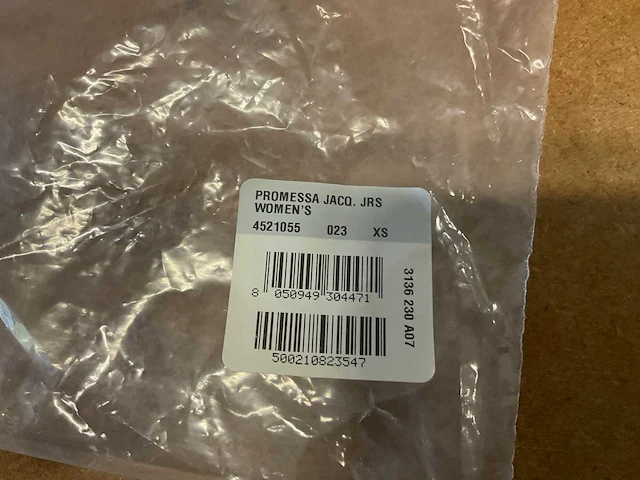 PROMESSA JACQ. JRS
WOMEN'S
4521055 023 XS
8 050949 304471
500210823547
3136 230 A07